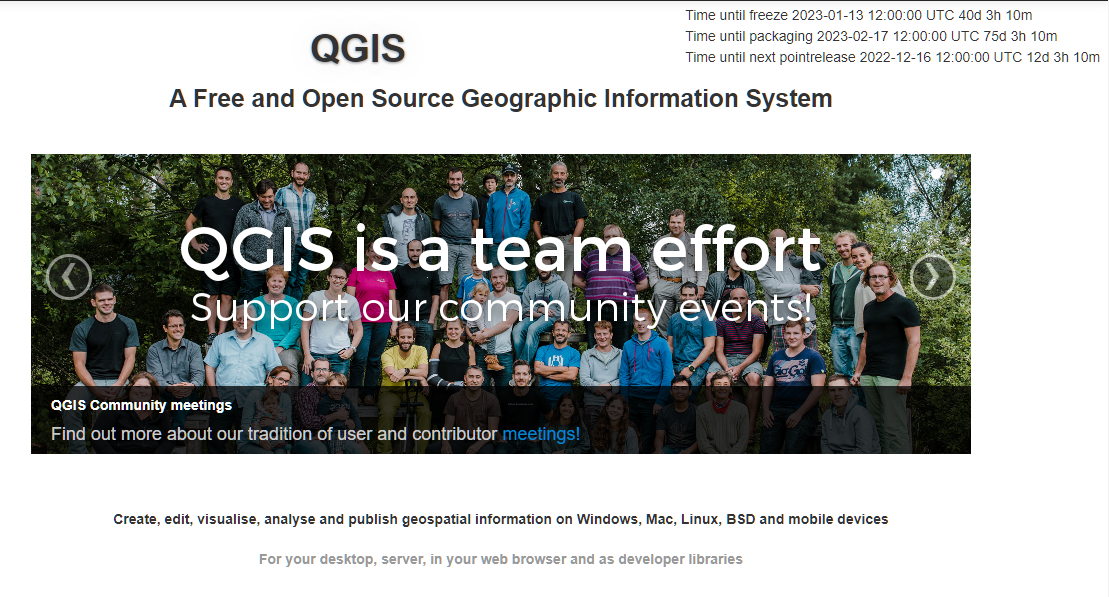 Time until freeze 2023-01-13 12:00:00 UTC 40d 3h 10m
Time until packaging 2023-02-17 12:00:00 UTC 75d 3h 10m
Time until next pointrelease 2022-12-16 12:00:00 UTC 12d 3h 10m
QGIS
A Free and Open Source Geographic Information System
QGIS is a team effort
Support our community events!
QGIS Community meetings
Find out more about our tradition of user and contributor meetings!
Create, edit, visualise, analyse and publish geospatial information on Windows, Mac, Linux, BSD and mobile devices
For your desktop, server, in your web browser and as developer libraries